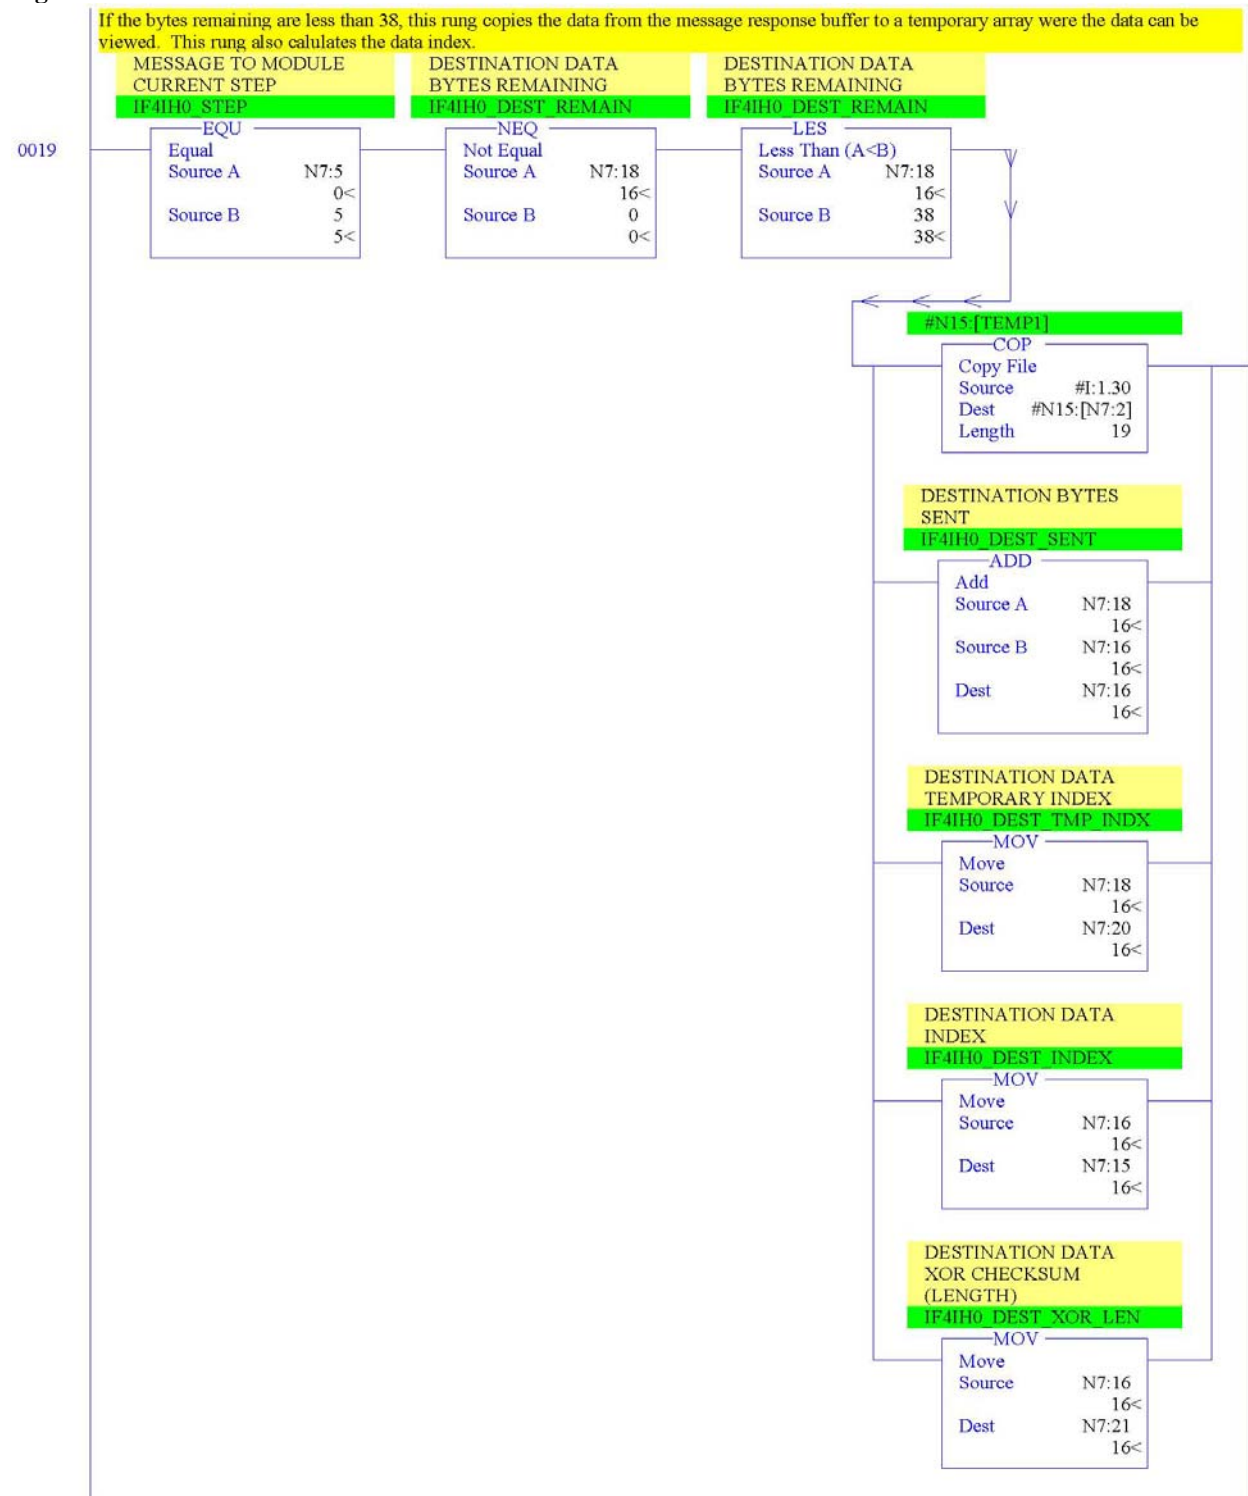 If the bytes remaining are less than 38, this rung copies the data from the message response buffer to a temporary array were the data can be
viewed. This rung also calulates the data index.
MESSAGE TO MODULE
CURRENT STEP
IF4IH0_STEP
EQU
Equal
Source A N7:5
0<
Source B 5
5<
DESTINATION DATA
BYTES REMAINING
IF4IH0_DEST_REMAIN
NEQ
Not Equal
Source A N7:18
16<
Source B 0
0<
DESTINATION DATA
BYTES REMAINING
IF4IH0_DEST_REMAIN
LES
Less Than (A<B)
Source A N7:18
16<
Source B 38
38<
0019
#N15:[TEMP1]
COP
Copy File
Source #I:1.30
Dest #N15:[N7:2]
Length 19
DESTINATION BYTES
SENT
IF4IH0_DEST_SENT
ADD
Add
Source A N7:18
16<
Source B N7:16
16<
Dest N7:16
16<
DESTINATION DATA
TEMPORARY INDEX
IF4IH0_DEST_TMP_INDX
MOV
Move
Source N7:18
16<
Dest N7:20
16<
DESTINATION DATA
INDEX
IF4IH0_DEST_INDEX
MOV
Move
Source N7:16
16<
Dest N7:15
16<
DESTINATION DATA
XOR CHECKSUM
(LENGTH)
IF4IH0_DEST_XOR_LEN
MOV
Move
Source N7:16
16<
Dest N7:21
16<